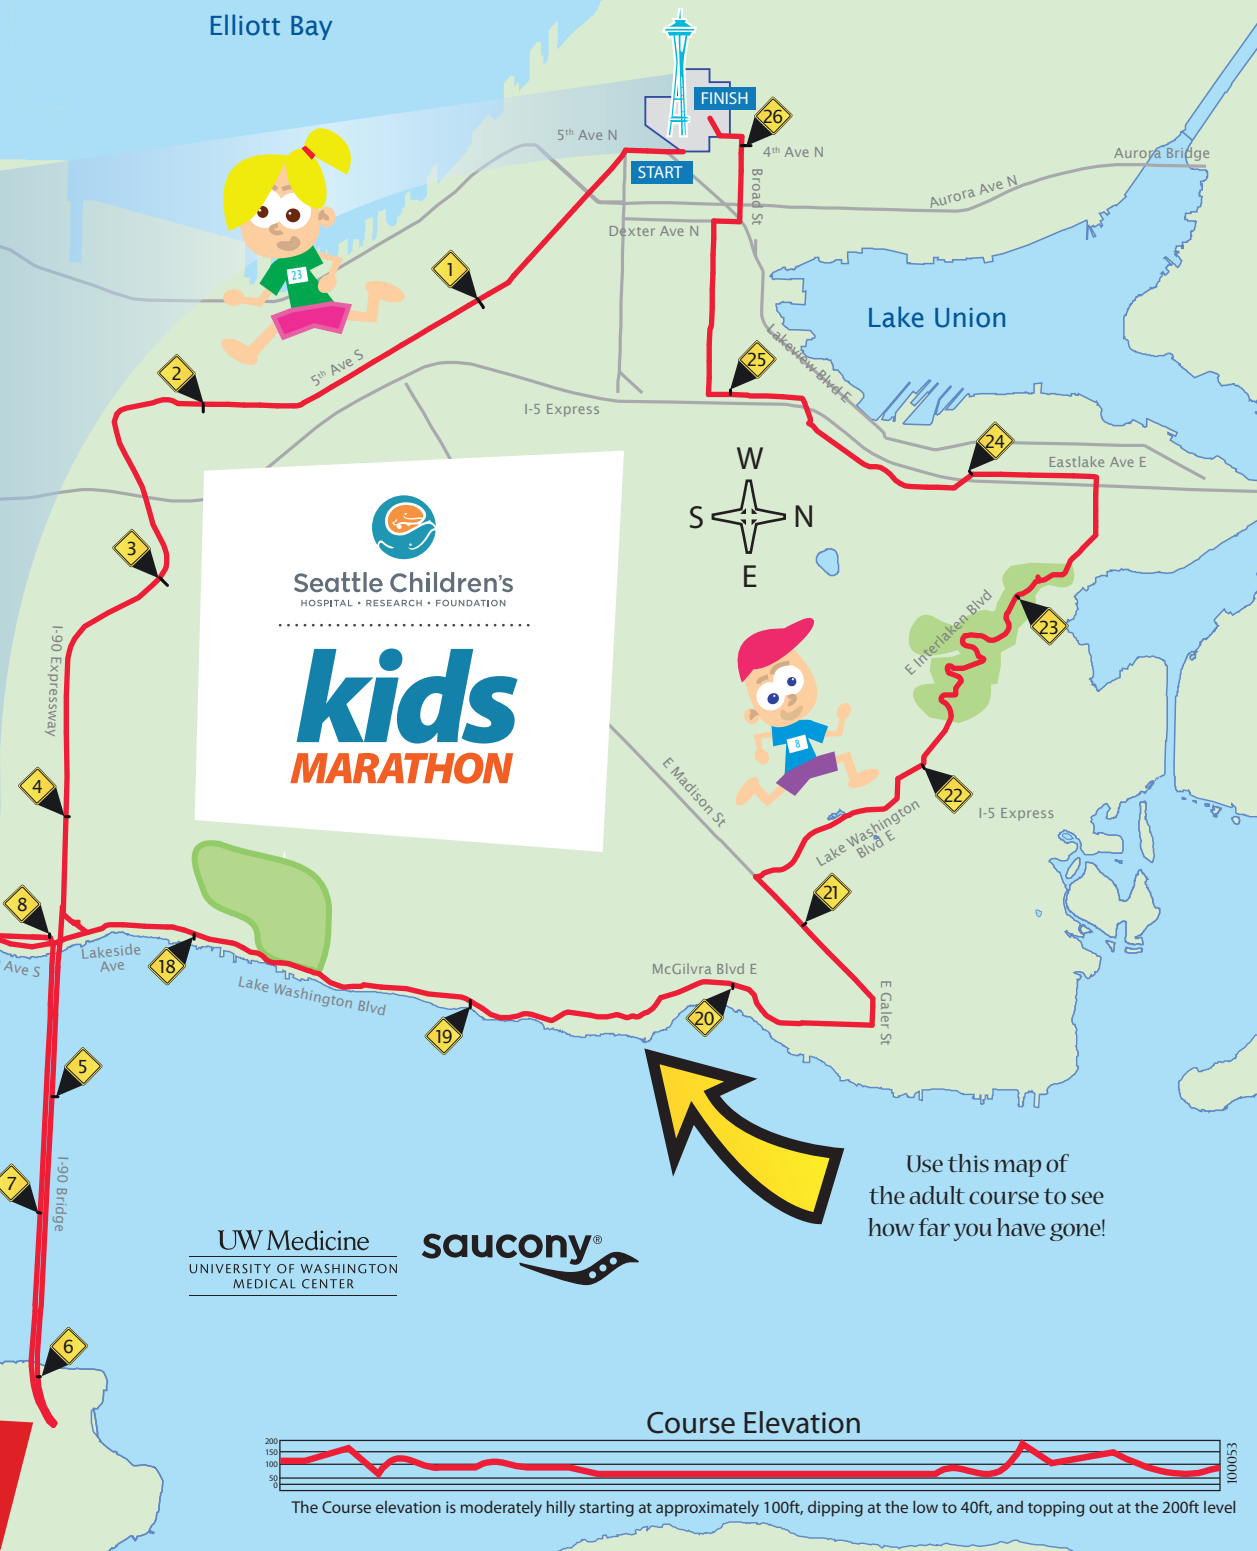 Elliott Bay
FINISH
26
5th Ave N
4th Ave N
START
Aurora Bridge
Broad St
Aurora Ave N
Dexter Ave N
23
1
Lake Union
Lakeview Blvd E
25
2
5th Ave S
I-5 Express
24
Eastlake Ave E
W
S
N
E
3
Seattle Children's
HOSPITAL • RESEARCH • FOUNDATION
kids
MARATHON
I-90 Expressway
E Interlaken Blvd
23
8
E Madison St
4
22
I-5 Express
Lake Washington
Blvd E
21
8
Lakeside
Ave
Ave S
18
Lake Washington Blvd
McGilvra Blvd E
E Galer St
20
19
5
7
I-90 Bridge
Use this map of
the adult course to see
how far you have gone!
UW Medicine
UNIVERSITY OF WASHINGTON
MEDICAL CENTER
saucony®
6
Course Elevation
200
150
100
50
0
100053
The Course elevation is moderately hilly starting at approximately 100ft, dipping at the low to 40ft, and topping out at the 200ft level